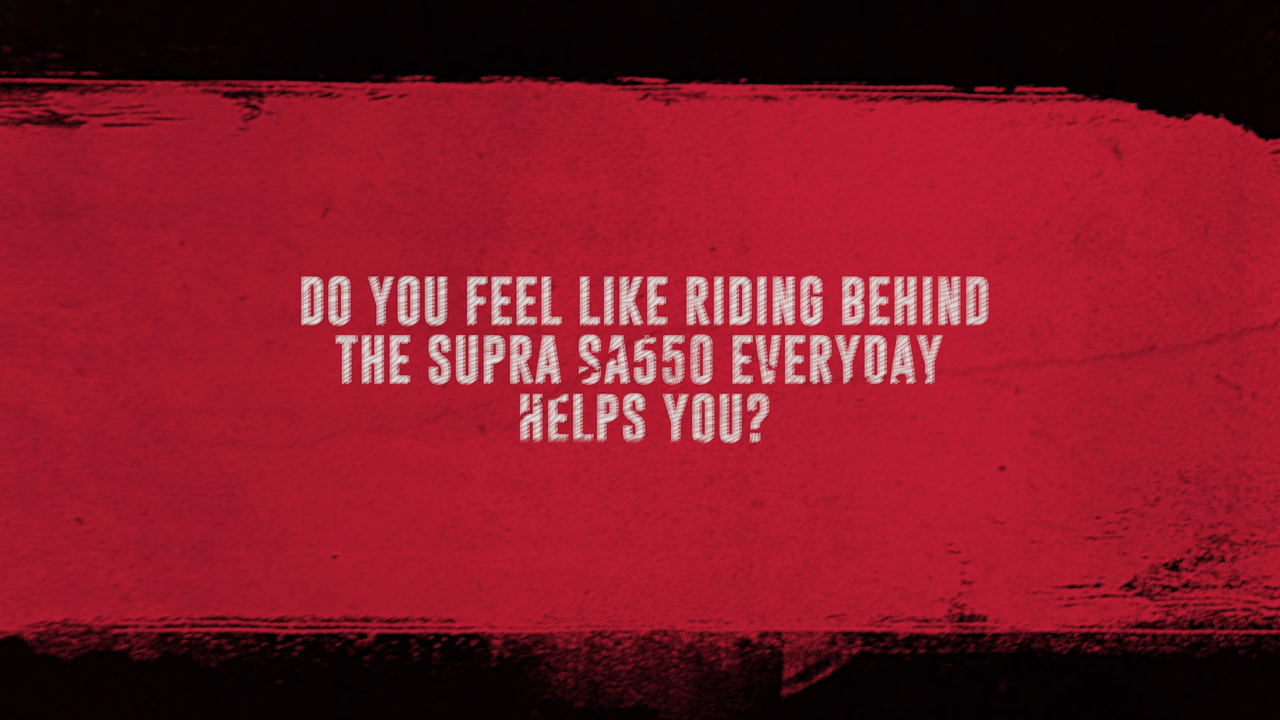 DO YOU FEEL LIKE RIDING BEHIND
THE SUPRA SA550 EVERYDAY
HELPS YOU?